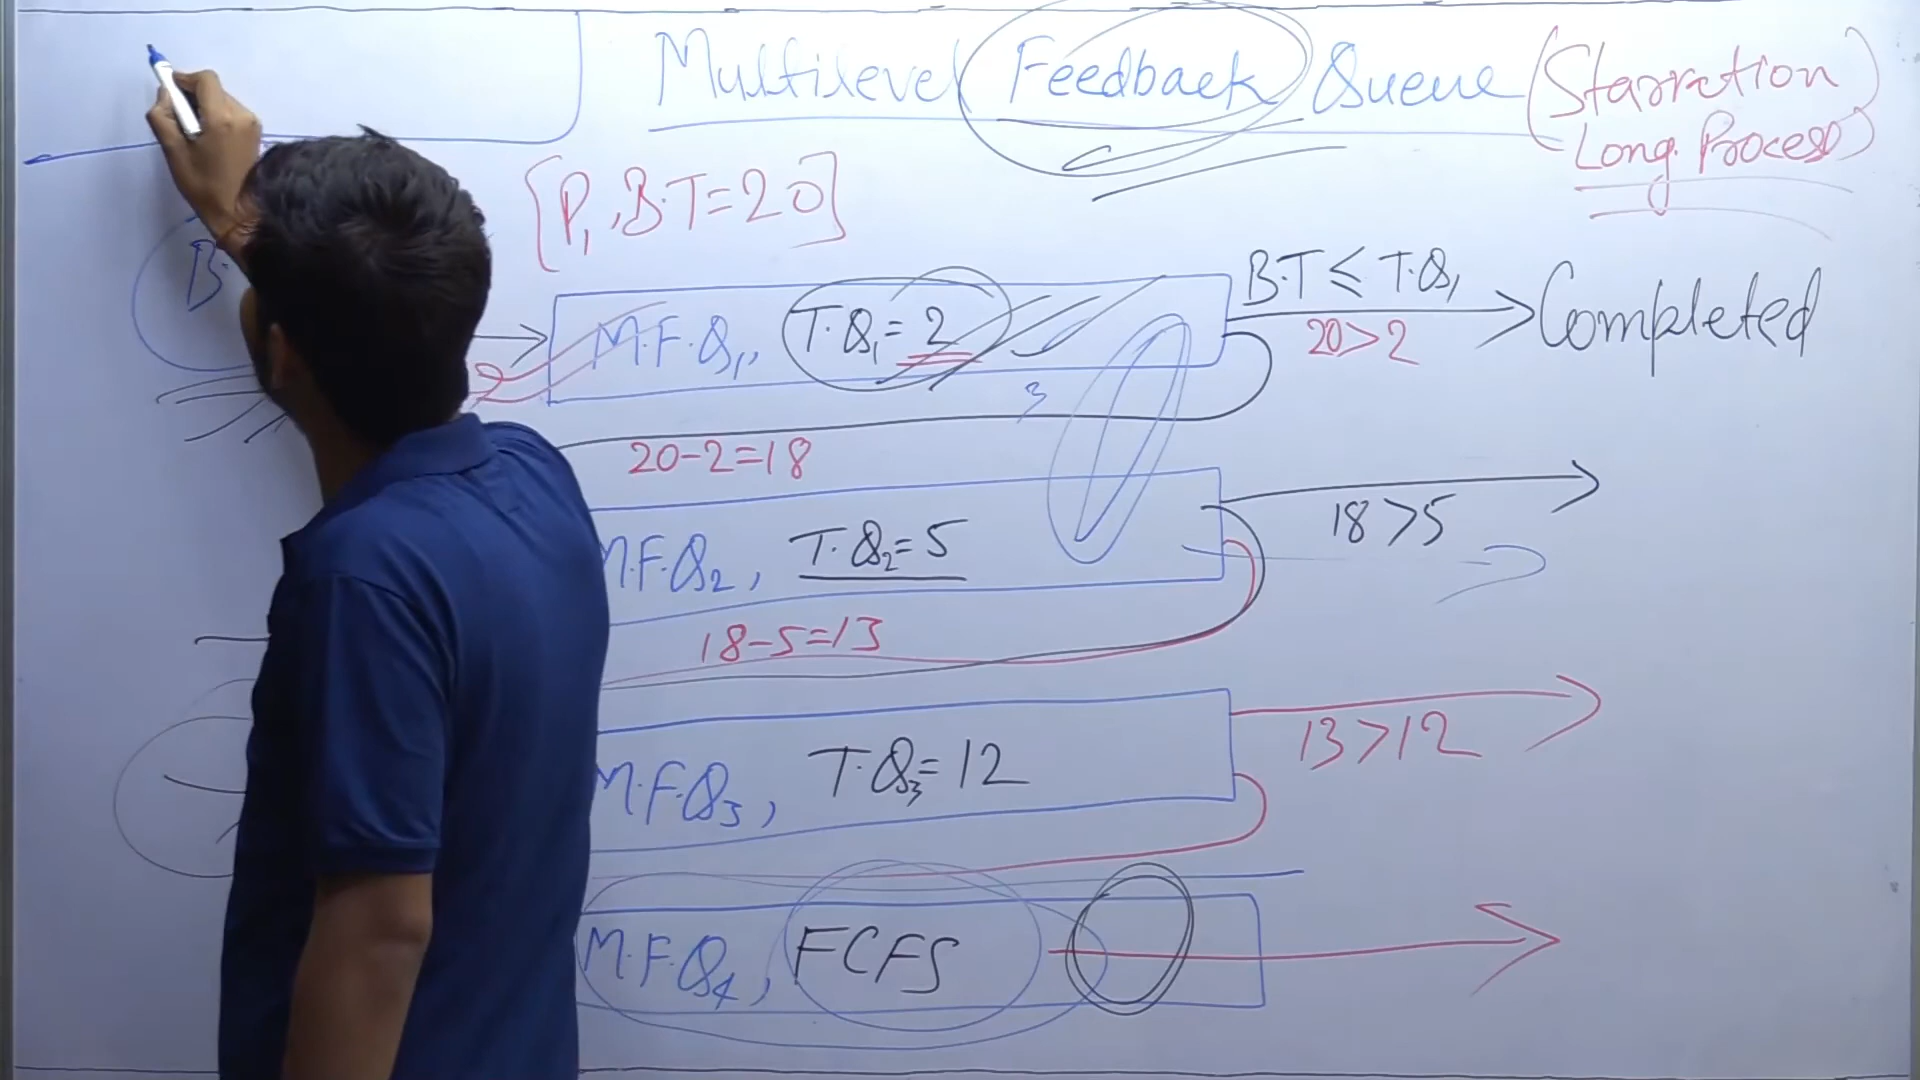 Multilevel Feedback Queue (Starvation
Long Process)
[P1, B.T=20]
B.
M.F.Q1, T.Q1=2
B.T ≤ T.Q1
20>2
Completed
3
20-2=18
M.F.Q2, T.Q2=5
18>5
18-5=13
M.F.Q3, T.Q3=12
13>12
M.F.Q4, FCFS